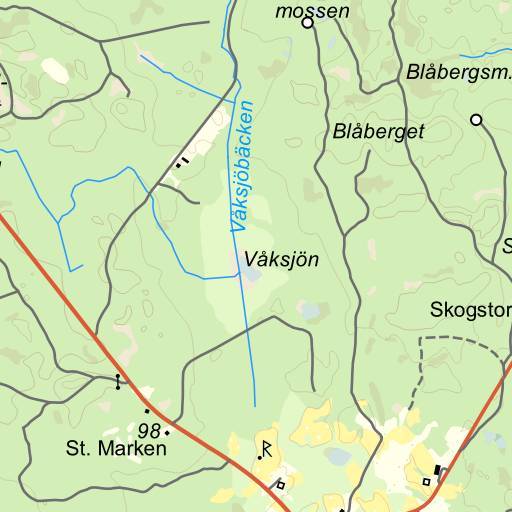 mossen
Blåbergsm.
Blåberget
Våksjöbäcken
Våksjön
S
Skogstor
98
St. Marken
R